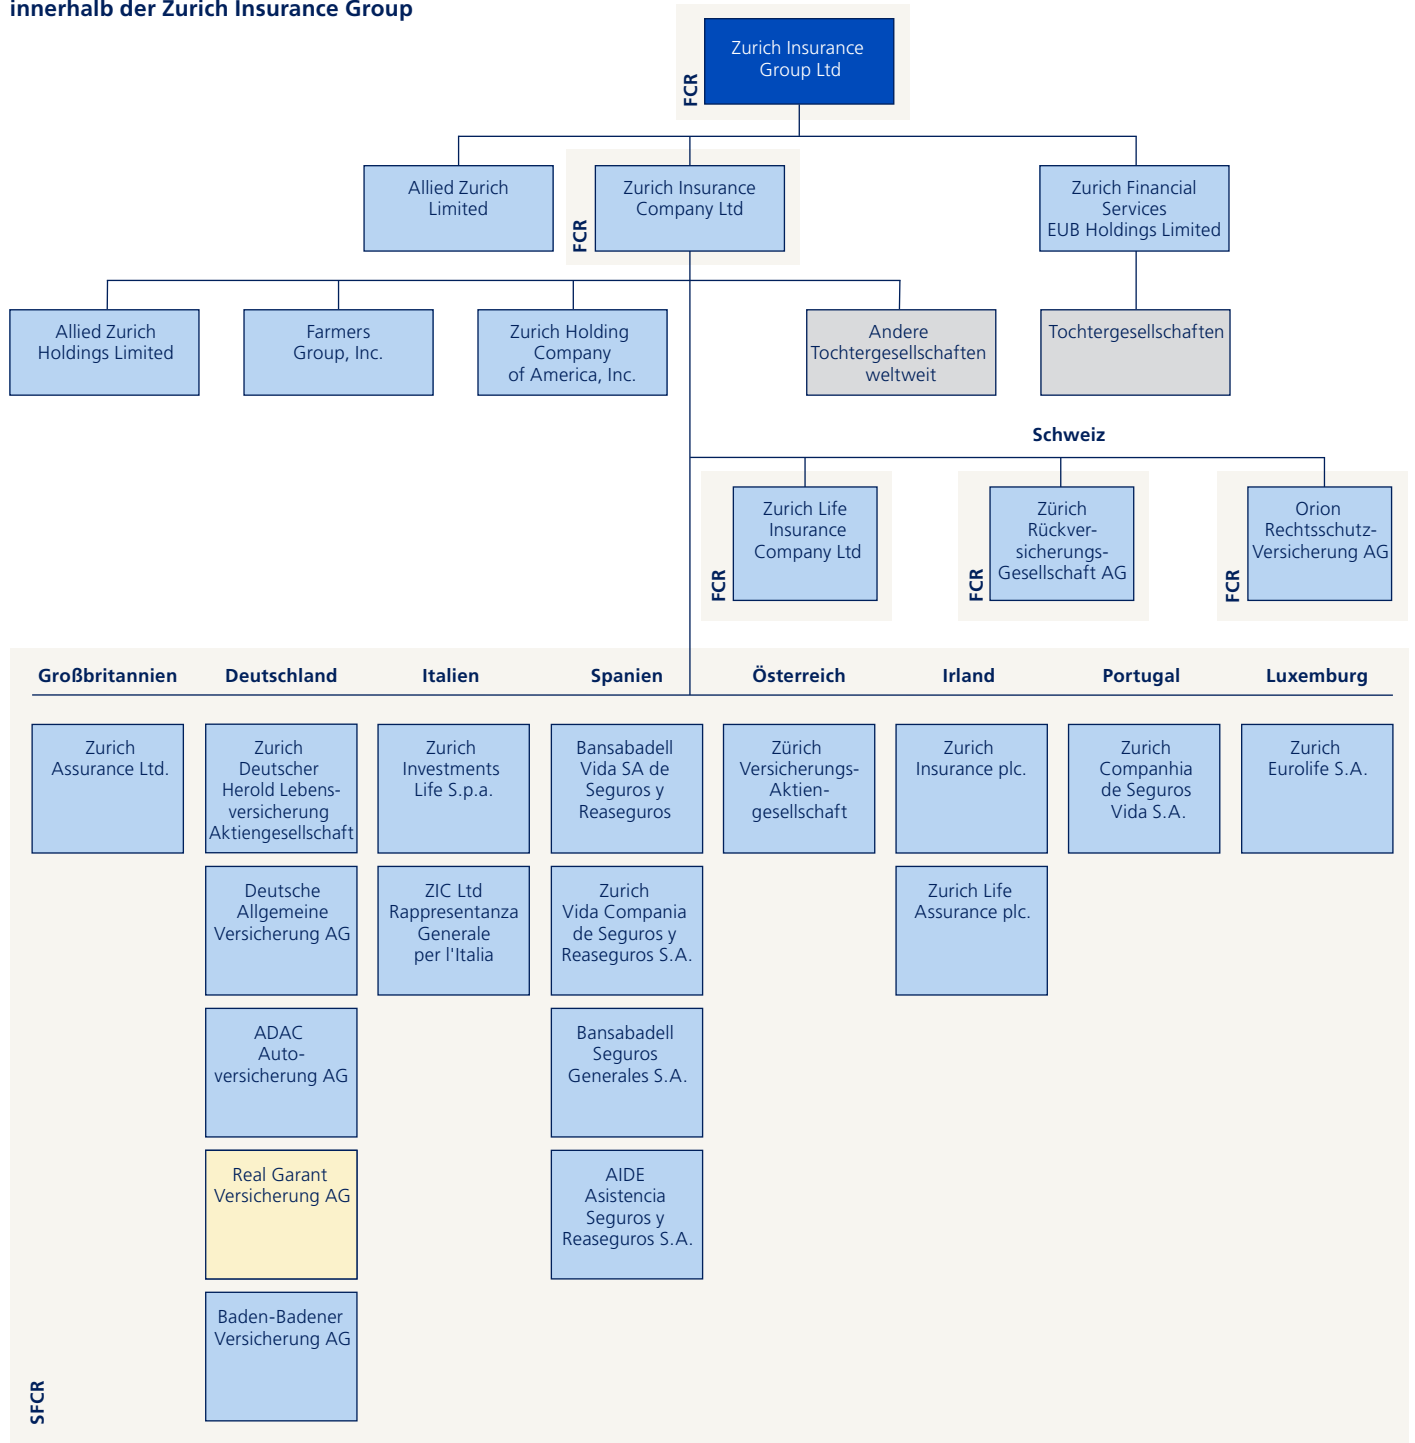 innerhalb der Zurich Insurance Group
Zurich Insurance
Group Ltd
FCR
Allied Zurich
Limited
Zurich Insurance
Company Ltd
FCR
Zurich Financial
Services
EUB Holdings Limited
Allied Zurich
Holdings Limited
Farmers
Group, Inc.
Zurich Holding
Company
of America, Inc.
Andere
Tochtergesellschaften
weltweit
Tochtergesellschaften
Schweiz
Zurich Life
Insurance
Company Ltd
FCR
Zürich
Rückver-
sicherungs-
Gesellschaft AG
FCR
Orion
Rechtsschutz-
Versicherung AG
FCR
Großbritannien
Deutschland
Italien
Spanien
Österreich
Irland
Portugal
Luxemburg
Zurich
Assurance Ltd.
Zurich
Deutscher
Herold Lebens-
versicherung
Aktiengesellschaft
Zurich
Investments
Life S.p.a.
Bansabadell
Vida SA de
Seguros y
Reaseguros
Zürich
Versicherungs-
Aktien-
gesellschaft
Zurich
Insurance plc.
Zurich
Companhia
de Seguros
Vida S.A.
Zurich
Eurolife S.A.
Deutsche
Allgemeine
Versicherung AG
ZIC Ltd
Rappresentanza
Generale
per l'Italia
Zurich
Vida Compania
de Seguros y
Reaseguros S.A.
Zurich Life
Assurance plc.
ADAC
Auto-
versicherung AG
Bansabadell
Seguros
Generales S.A.
Real Garant
Versicherung AG
AIDE
Asistencia
Seguros y
Reaseguros S.A.
Baden-Badener
Versicherung AG
SFCR